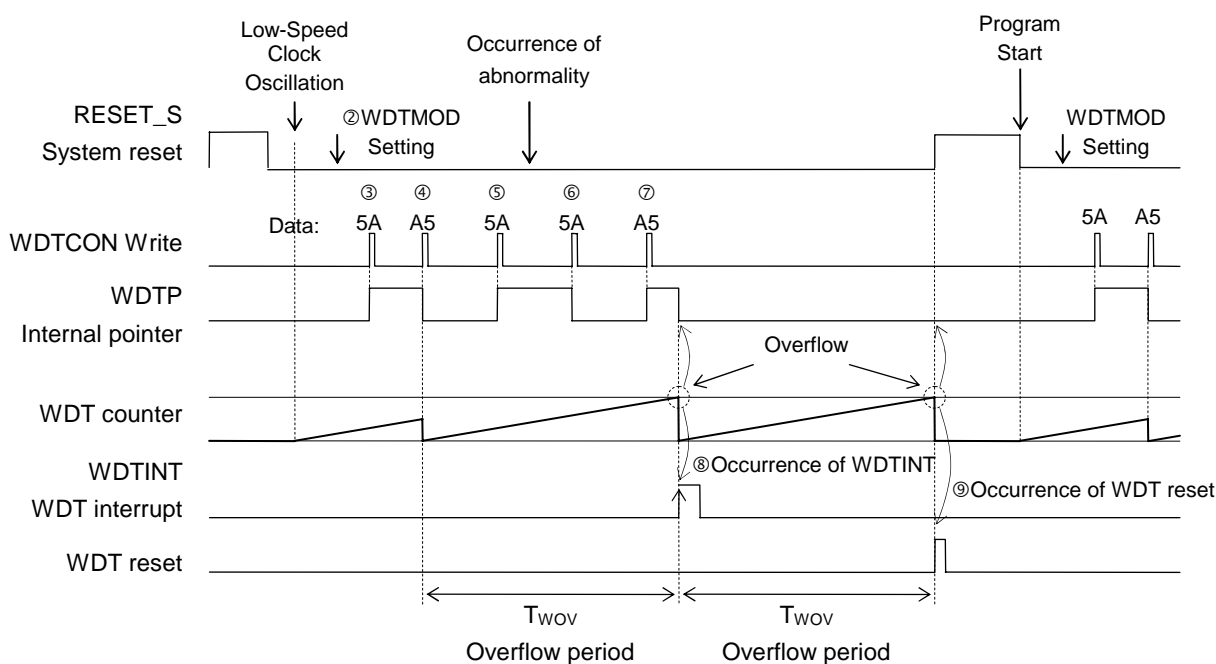 Program
Start
Low-Speed
Clock
Oscillation
Occurrence of
abnormality
RESET_S
System reset
②WDTMOD
Setting
WDTMOD
Setting
③ ④ ⑤ ⑥ ⑦
Data: 5A A5 5A 5A A5 5A A5
WDTCON Write
WDTP
Internal pointer
Overflow
WDT counter
WDTINT
WDT interrupt
⑧Occurrence of WDTINT
⑨Occurrence of WDT reset
WDT reset
TWOV TWOV
Overflow period Overflow period